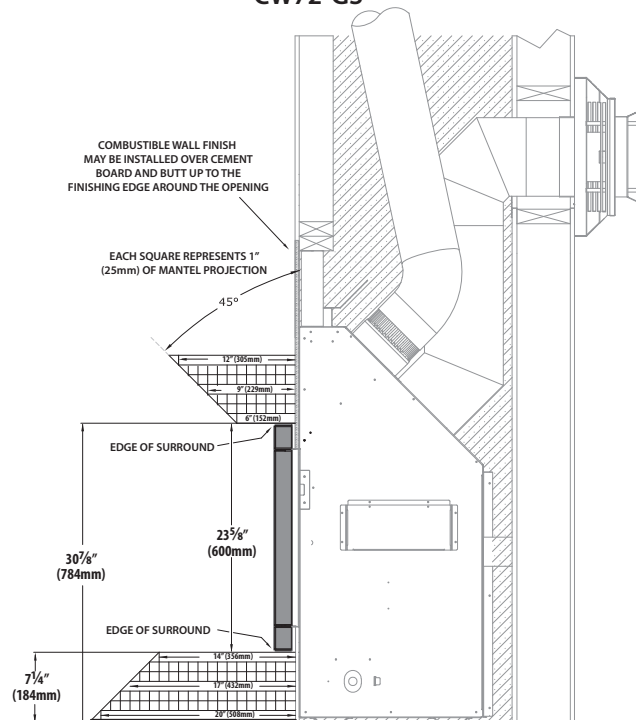 CW72-G5
COMBUSTIBLE WALL FINISH
MAY BE INSTALLED OVER CEMENT
BOARD AND BUTT UP TO THE
FINISHING EDGE AROUND THE OPENING
EACH SQUARE REPRESENTS 1"
(25mm) OF MANTEL PROJECTION
45°
12" (305mm)
9" (229mm)
6" (152mm)
EDGE OF SURROUND
23⅝"
(600mm)
30⅞"
(784mm)
EDGE OF SURROUND
14" (356mm)
7¼"
(184mm)
17" (432mm)
20" (508mm)